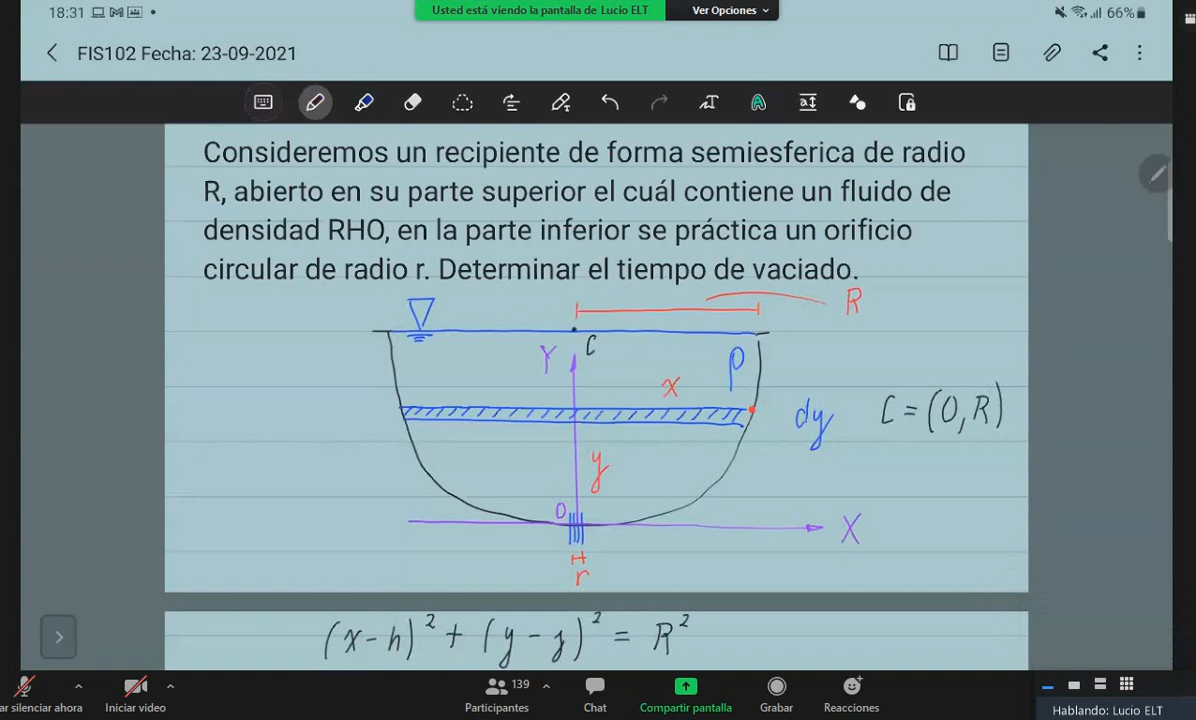 18:31
Usted está viendo la pantalla de Lucio ELT
Ver Opciones
66%
FIS102 Fecha: 23-09-2021
Consideremos un recipiente de forma semiesferica de radio
R, abierto en su parte superior el cuál contiene un fluido de
densidad RHO, en la parte inferior se práctica un orificio
circular de radio r. Determinar el tiempo de vaciado.
R
Y
C
x
ρ
dy
C = (0, R)
y
0
X
r
(x - h)² + (y - j)² = R²
ar silenciar ahora
Iniciar video
139
Participantes
Chat
Compartir pantalla
Grabar
Reacciones
Hablando: Lucio ELT